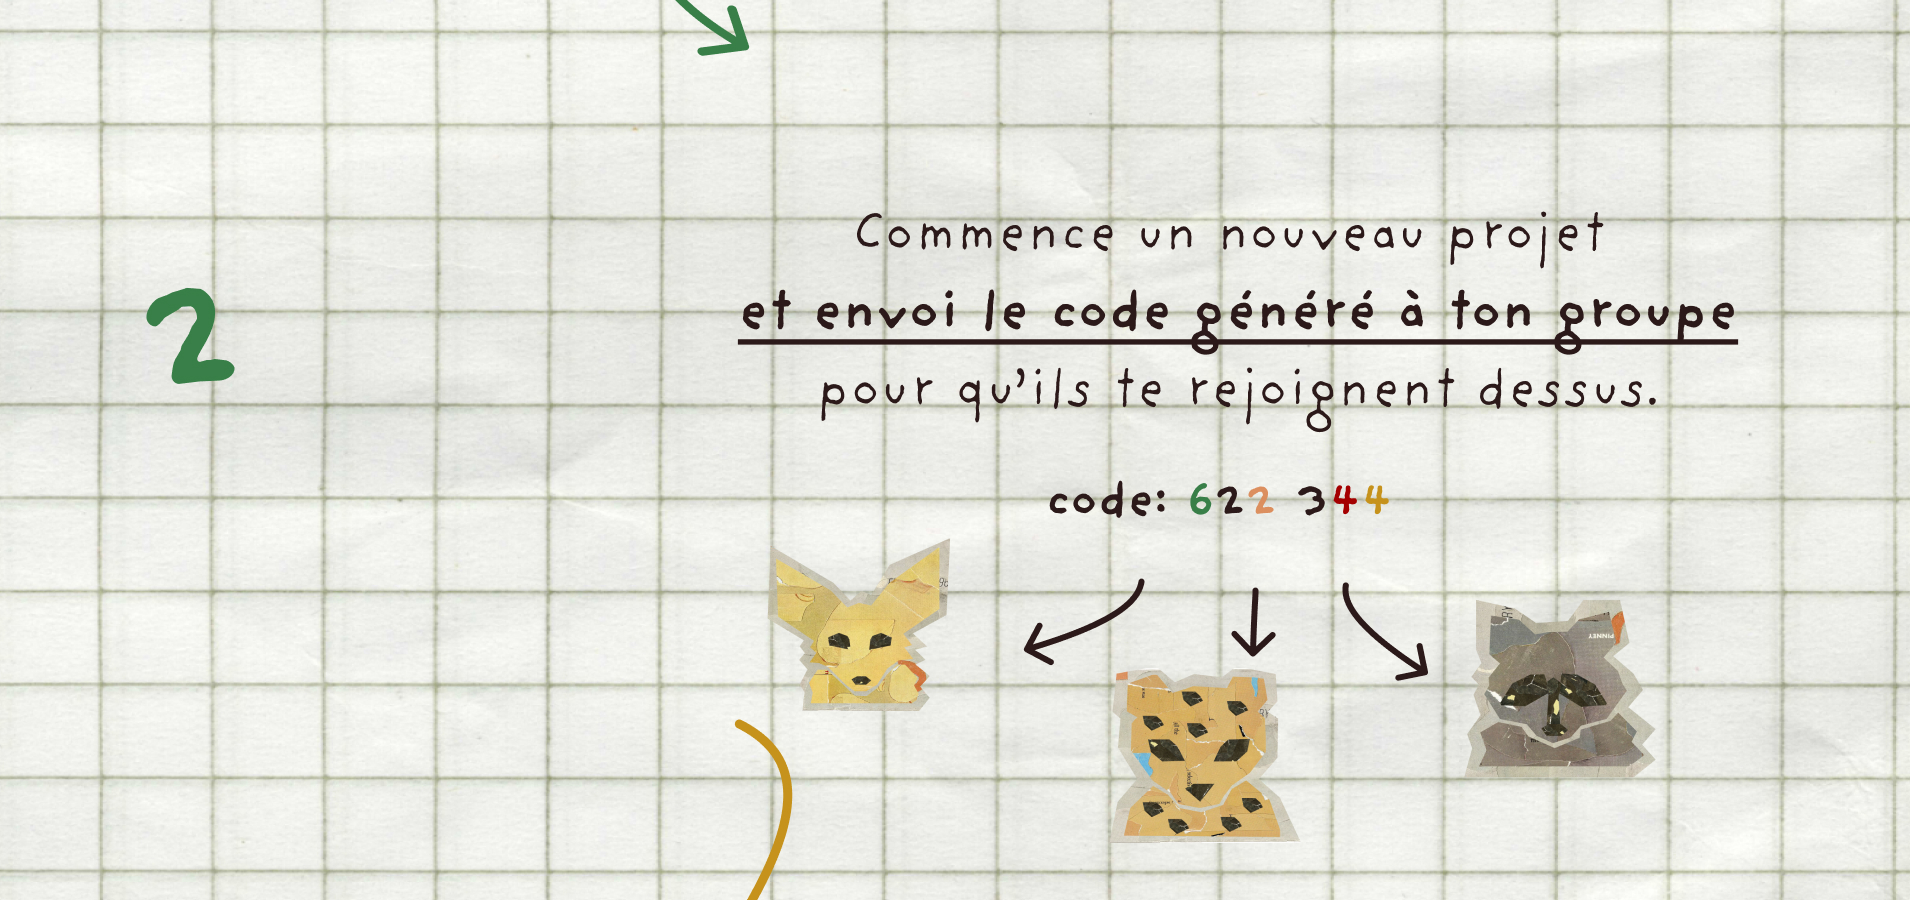 Commence un nouveau projet
2
et envoi le code généré à ton groupe
pour qu'ils te rejoignent dessus.
code: 622 344
PINNEY